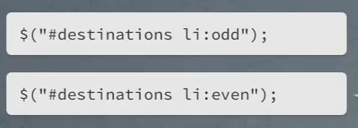 $("#destinations li:odd");
$("#destinations li:even");